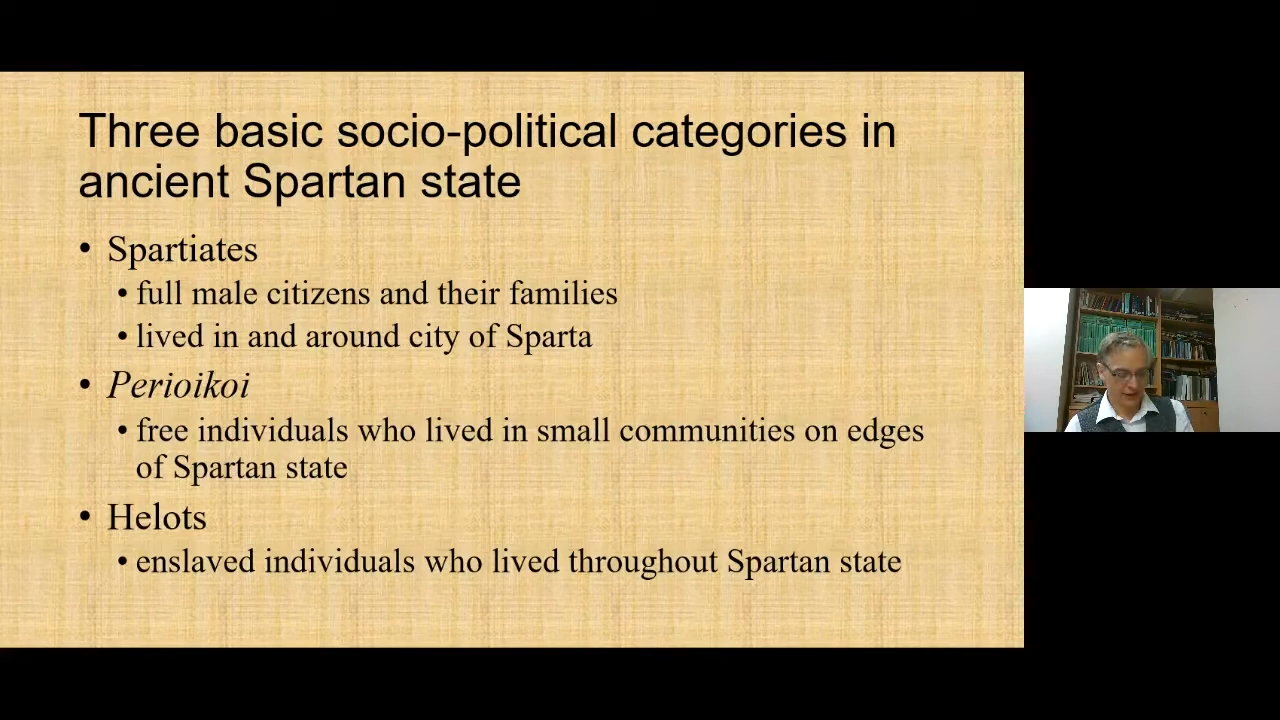 Three basic socio-political categories in
ancient Spartan state
• Spartiates
• full male citizens and their families
• lived in and around city of Sparta
• Perioikoi
• free individuals who lived in small communities on edges
of Spartan state
• Helots
• enslaved individuals who lived throughout Spartan state